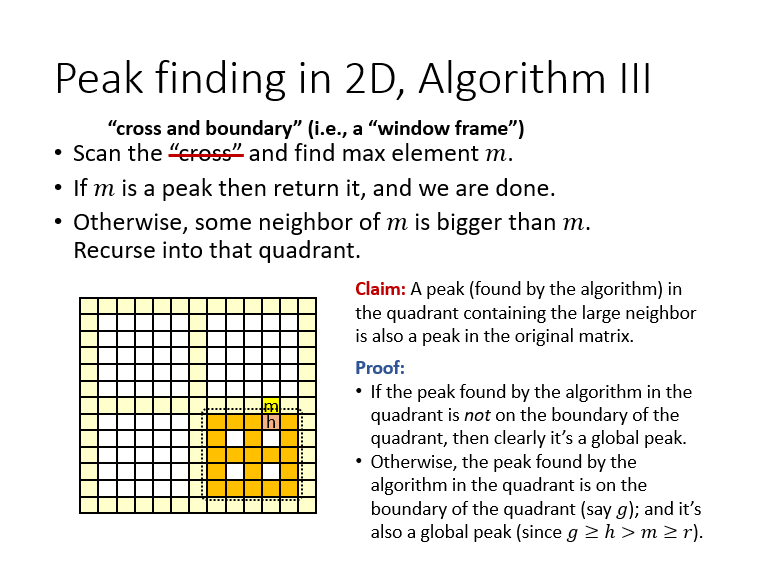 Peak finding in 2D, Algorithm III
“cross and boundary” (i.e., a “window frame”)
• Scan the “cross” and find max element 𝑚.
• If 𝑚 is a peak then return it, and we are done.
• Otherwise, some neighbor of 𝑚 is bigger than 𝑚.
Recurse into that quadrant.
Claim: A peak (found by the algorithm) in
the quadrant containing the large neighbor
is also a peak in the original matrix.
Proof:
• If the peak found by the algorithm in the
quadrant is not on the boundary of the
quadrant, then clearly it’s a global peak.
• Otherwise, the peak found by the
algorithm in the quadrant is on the
boundary of the quadrant (say 𝑔); and it’s
also a global peak (since 𝑔 ≥ ℎ > 𝑚 ≥ 𝑟).
m
h